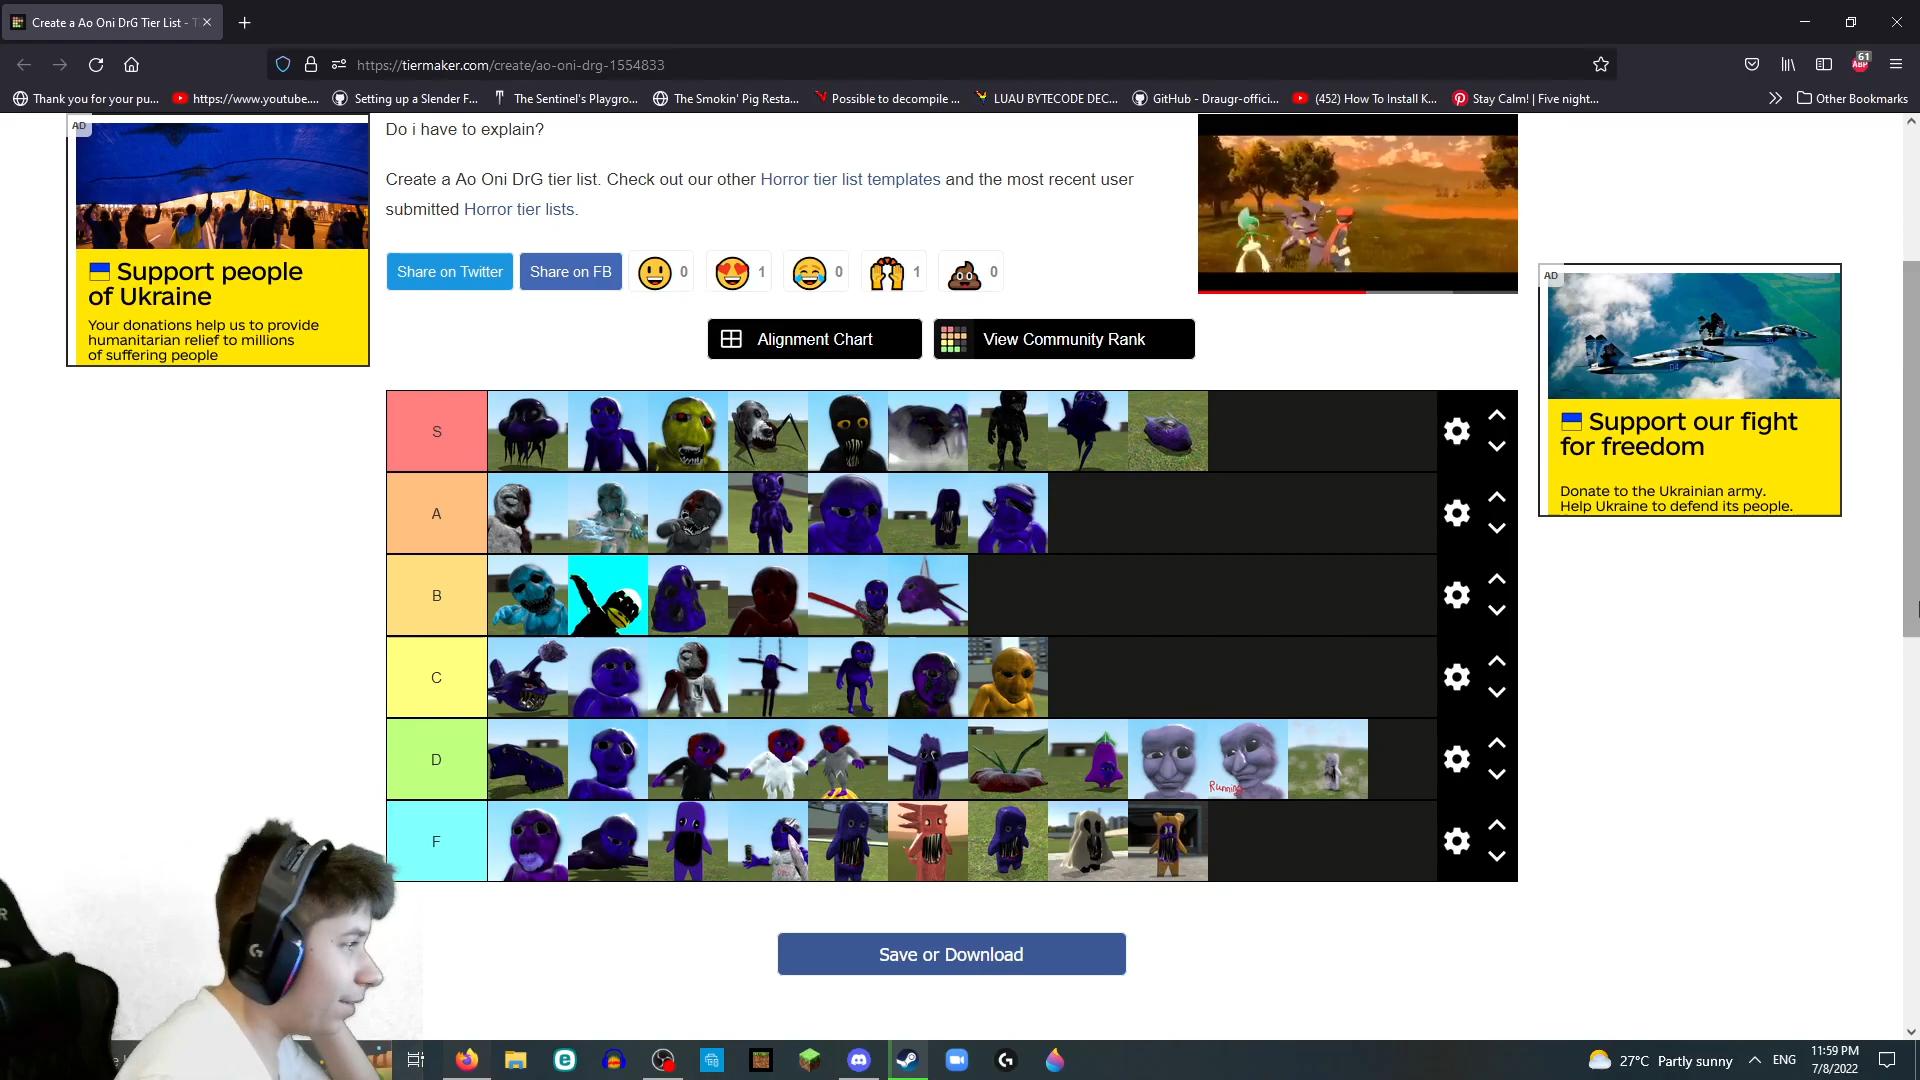 Create a Ao Oni DrG Tier List - T
https://tiermaker.com/create/ao-oni-drg-1554833
61
ABP
Thank you for your pu...
https://www.youtube....
Setting up a Slender F...
The Sentinel's Playgro...
The Smokin' Pig Resta...
Possible to decompile ...
LUAU BYTECODE DEC...
GitHub - Draugr-offici...
(452) How To Install K...
Stay Calm! | Five night...
Other Bookmarks
AD
Support people
of Ukraine
Your donations help us to provide
humanitarian relief to millions
of suffering people
Do i have to explain?
Create a Ao Oni DrG tier list. Check out our other Horror tier list templates and the most recent user
submitted Horror tier lists.
Share on Twitter
Share on FB
0
1
0
1
0
Alignment Chart
View Community Rank
AD
Support our fight
for freedom
Donate to the Ukrainian army.
Help Ukraine to defend its people.
S
A
B
C
D
Running
F
Save or Download
G
27°C Partly sunny
ENG
11:59 PM
7/8/2022